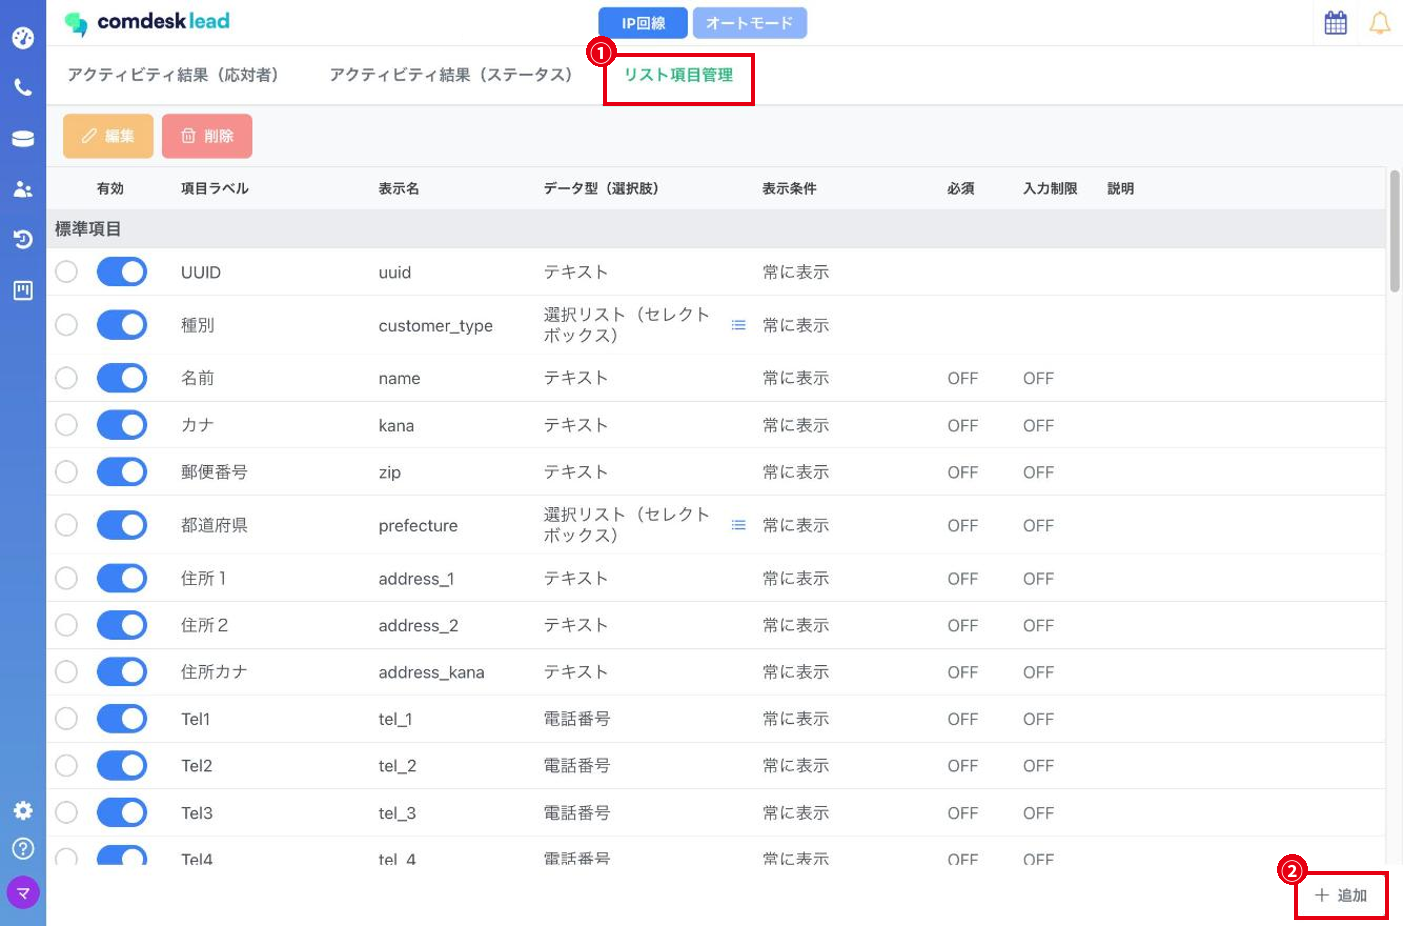 comdesk lead
IP回線
オートモード
①
アクティビティ結果（応対者）
アクティビティ結果（ステータス）
リスト項目管理
編集
削除
有効 項目ラベル 表示名 データ型（選択肢） 表示条件 必須 入力制限 説明
標準項目
UUID uuid テキスト 常に表示
種別 customer_type 選択リスト（セレクト
ボックス） 常に表示
名前 name テキスト 常に表示 OFF OFF
カナ kana テキスト 常に表示 OFF OFF
郵便番号 zip テキスト 常に表示 OFF OFF
都道府県 prefecture 選択リスト（セレクト
ボックス） 常に表示 OFF OFF
住所１ address_1 テキスト 常に表示 OFF OFF
住所２ address_2 テキスト 常に表示 OFF OFF
住所カナ address_kana テキスト 常に表示 OFF OFF
Tel1 tel_1 電話番号 常に表示 OFF OFF
Tel2 tel_2 電話番号 常に表示 OFF OFF
Tel3 tel_3 電話番号 常に表示 OFF OFF
Tel4 tel_4 電話番号 常に表示 OFF OFF
②
マ
＋ 追加